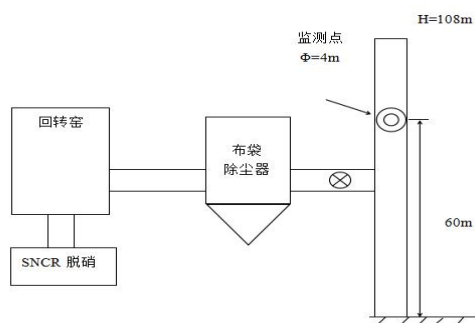 H=108m
监测点
Φ=4m
回转窑
布袋
除尘器
60m
SNCR 脱硝